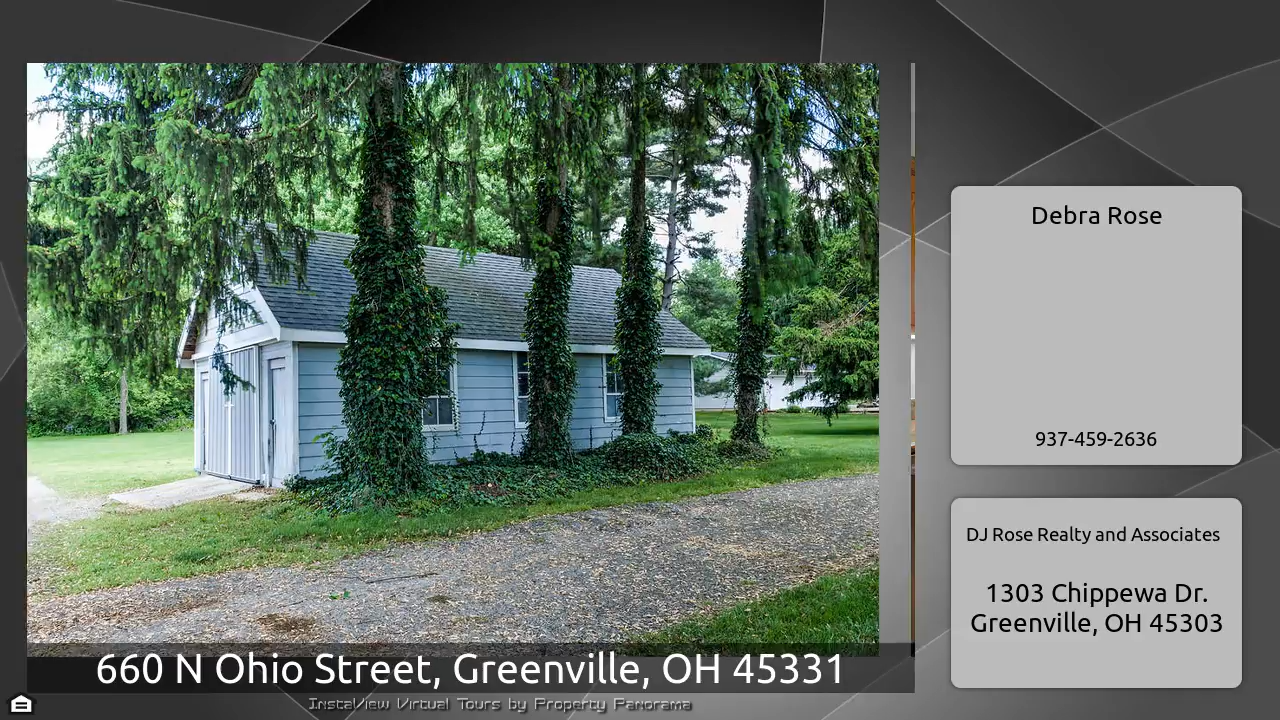 Debra Rose
937-459-2636
DJ Rose Realty and Associates
1303 Chippewa Dr.
Greenville, OH 45303
660 N Ohio Street, Greenville, OH 45331
InstaView Virtual Tours by Property Panorama